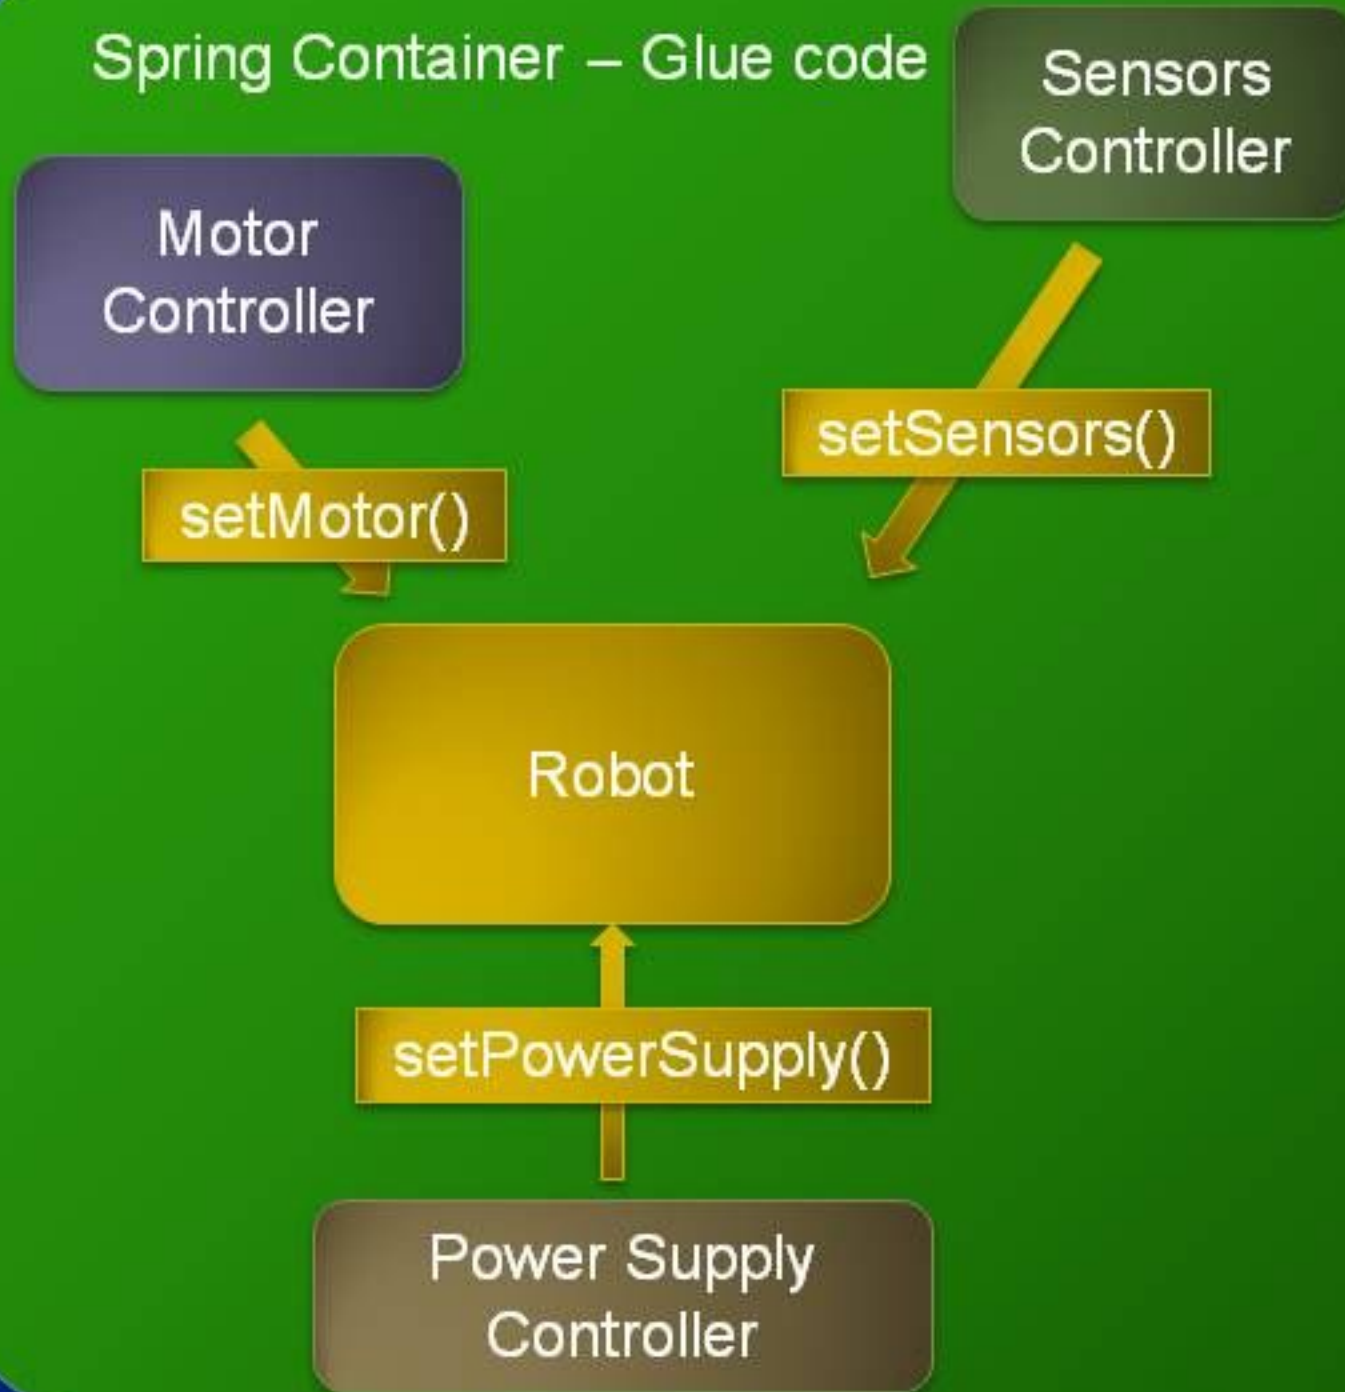 Spring Container – Glue code
Sensors
Controller
Motor
Controller
setSensors()
setMotor()
Robot
setPowerSupply()
Power Supply
Controller